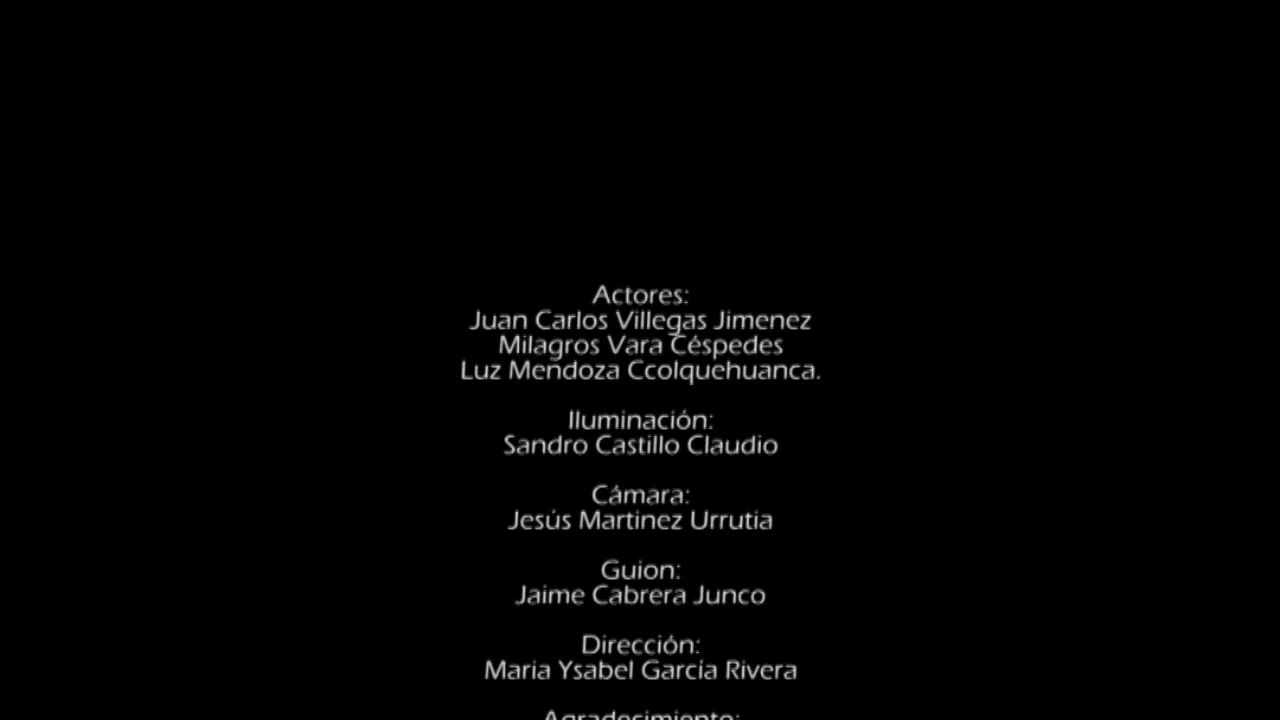 Actores:
Juan Carlos Villegas Jimenez
Milagros Vara Céspedes
Luz Mendoza Ccolquehuanca.
Iluminación:
Sandro Castillo Claudio
Cámara:
Jesús Martinez Urrutia
Guion:
Jaime Cabrera Junco
Dirección:
Maria Ysabel García Rivera
Agradecimiento: